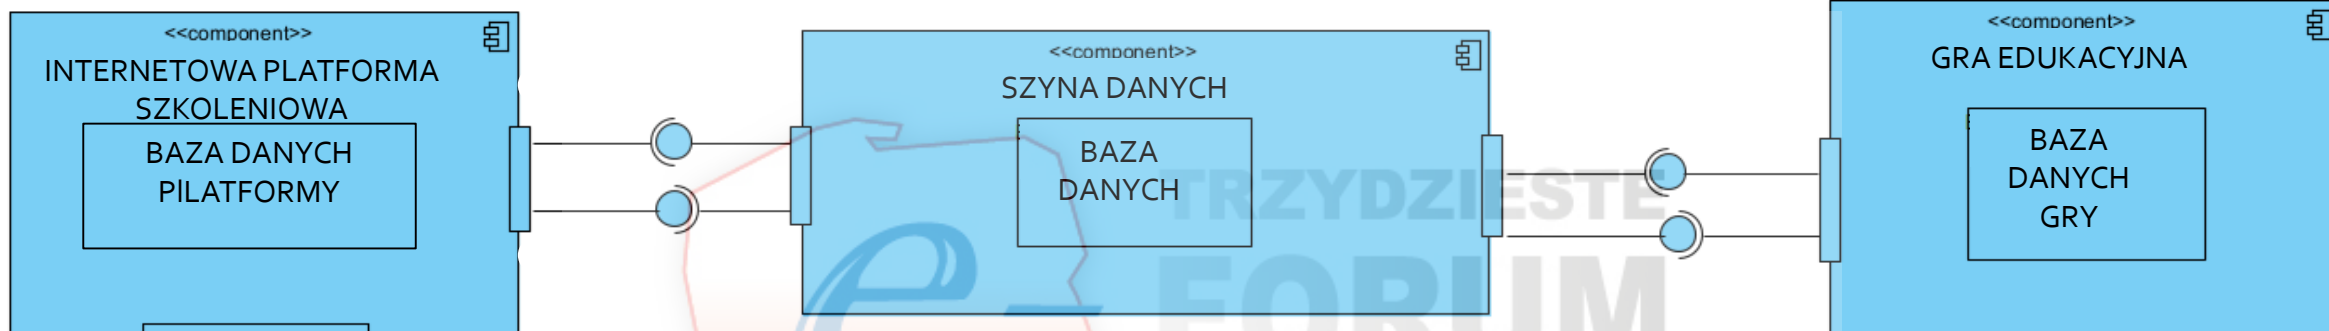 <<component>>
INTERNETOWA PLATFORMA
SZKOLENIOWA
BAZA DANYCH
PlLATFORMY
<<component>>
SZYNA DANYCH
BAZA
DANYCH
<<component>>
GRA EDUKACYJNA
BAZA
DANYCH
GRY
TRZYDZIESTE
FORUM
e-